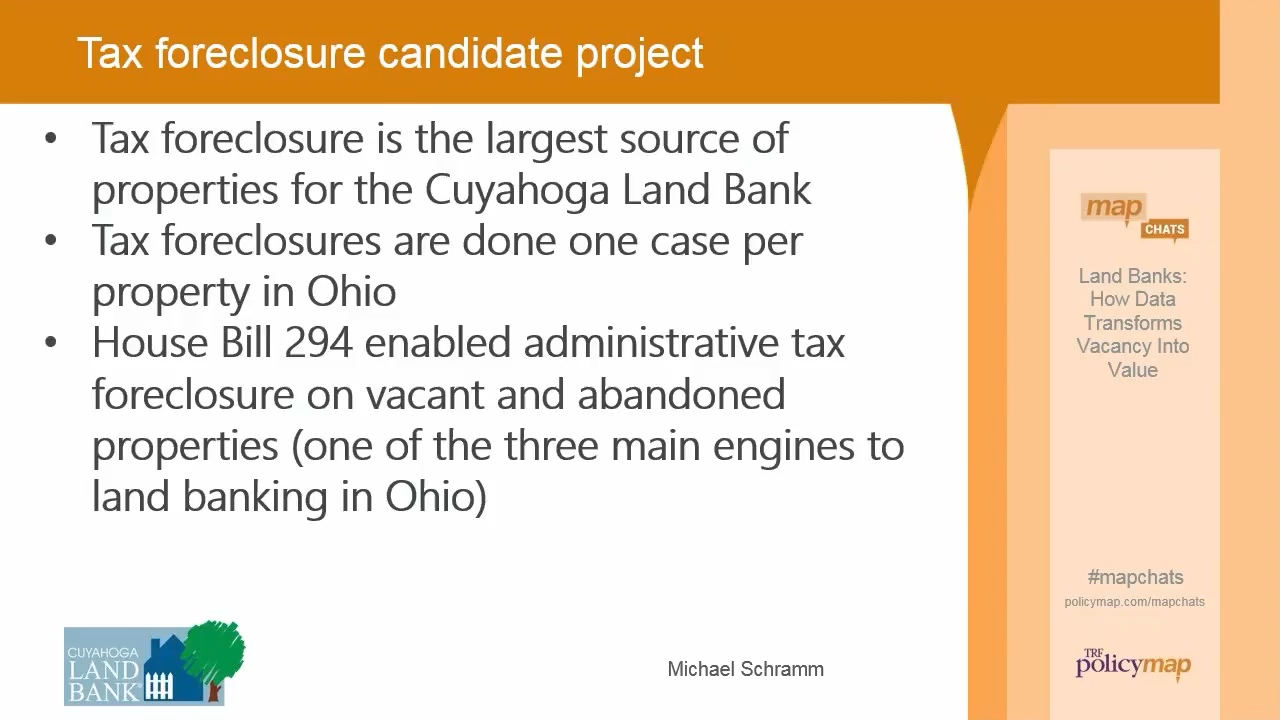 Tax foreclosure candidate project
• Tax foreclosure is the largest source of
properties for the Cuyahoga Land Bank
• Tax foreclosures are done one case per
property in Ohio
• House Bill 294 enabled administrative tax
foreclosure on vacant and abandoned
properties (one of the three main engines to
land banking in Ohio)
CUYAHOGA
LAND
BANK
Michael Schramm
map
CHATS
Land Banks:
How Data
Transforms
Vacancy Into
Value
#mapchats
policymap.com/mapchats
TRF
policymap